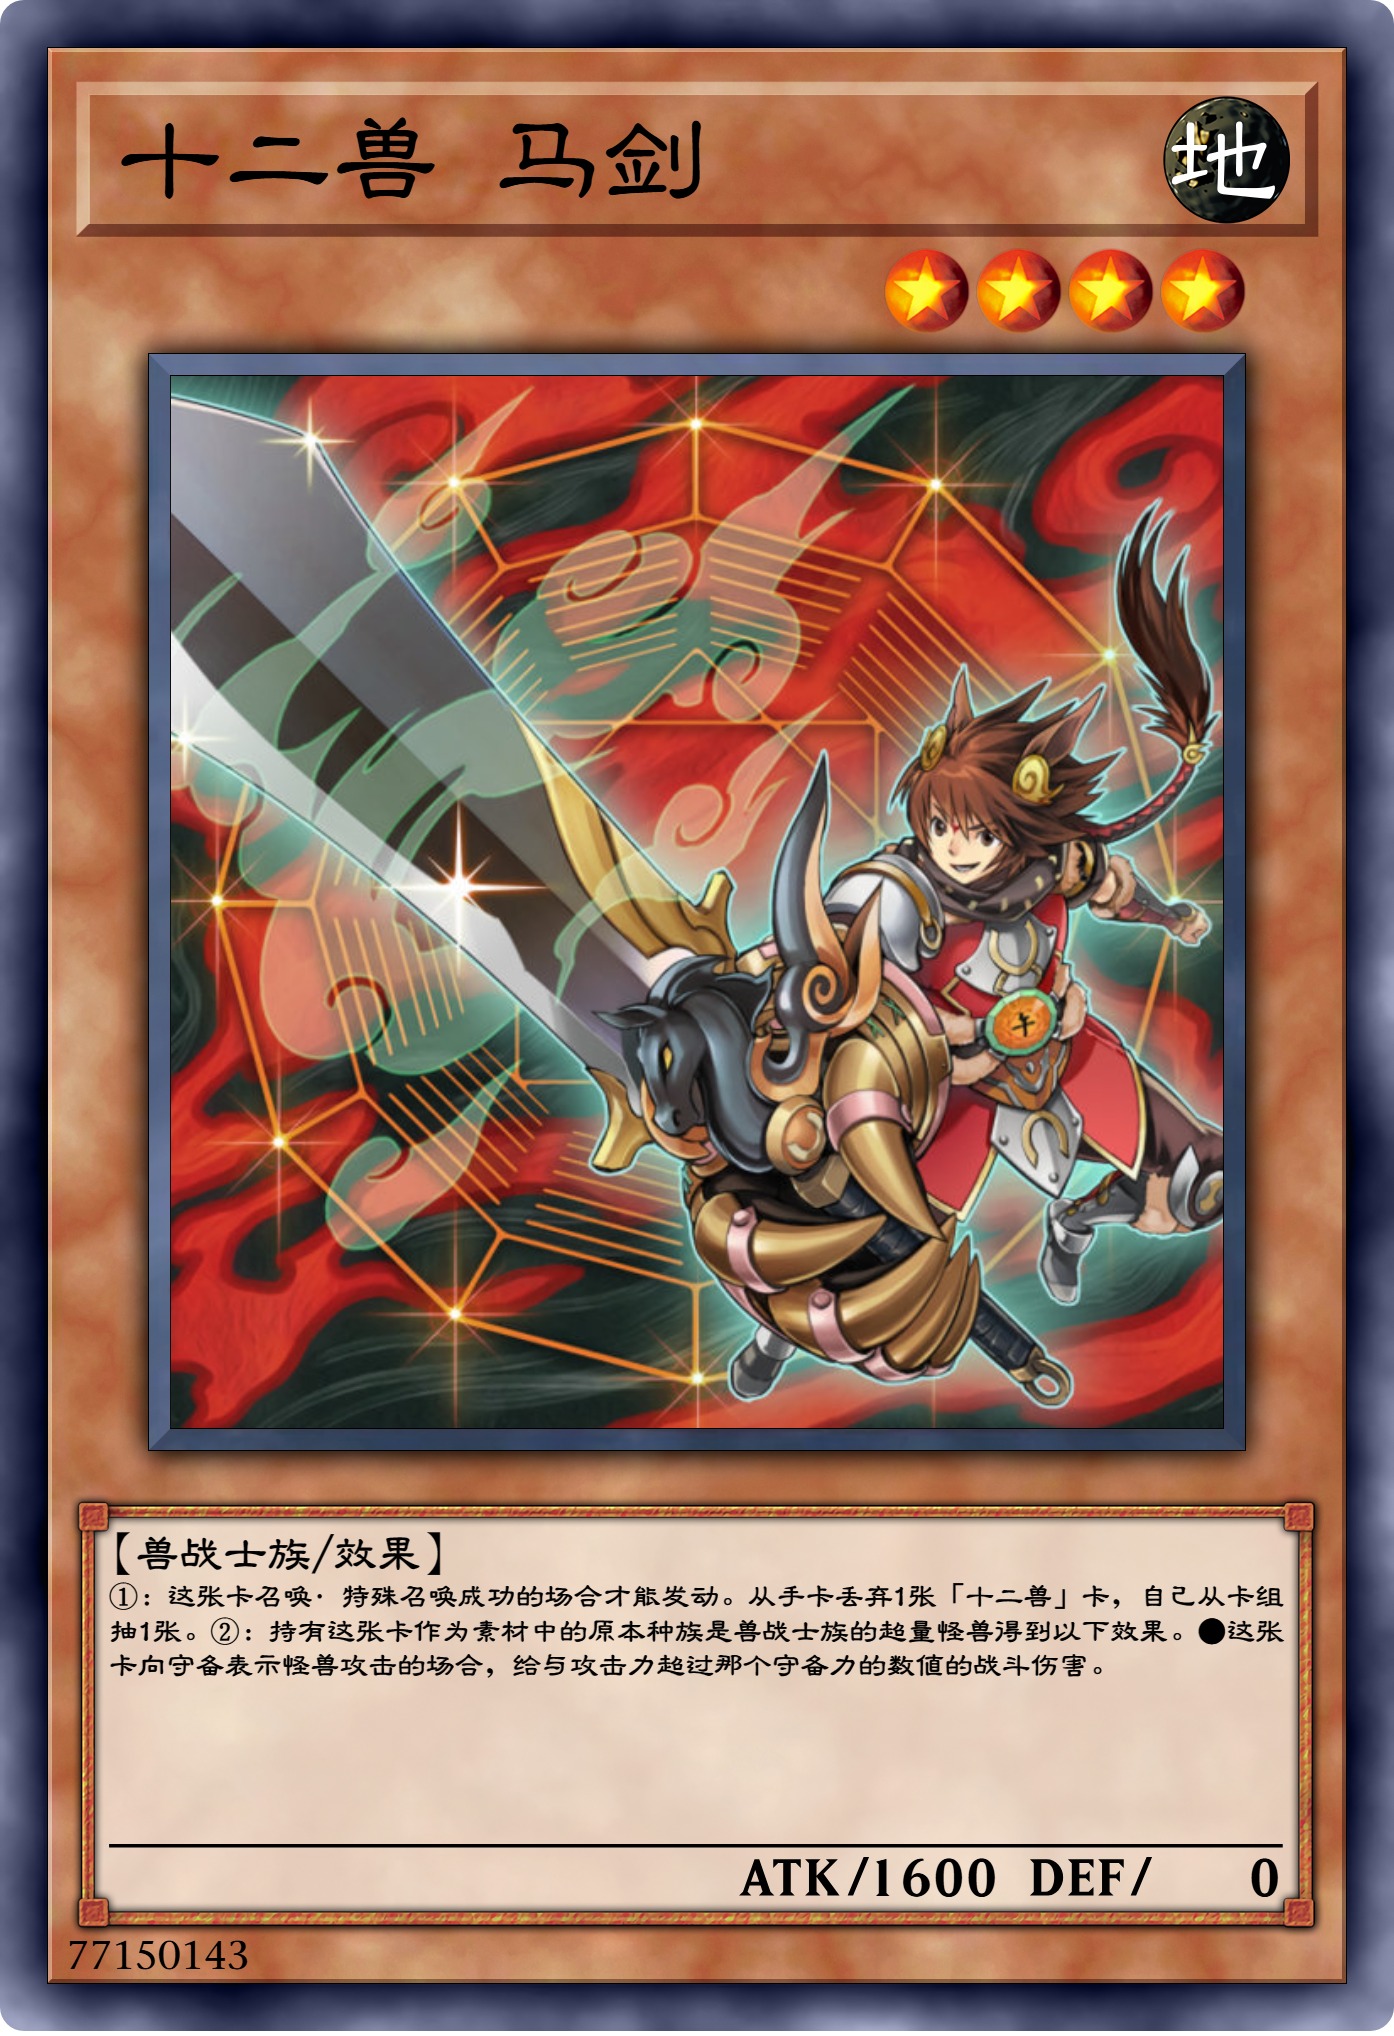 十二兽 马剑
地
午
【兽战士族/效果】
①：这张卡召唤·特殊召唤成功的场合才能发动。从手卡丢弃1张「十二兽」卡，自己从卡组
抽1张。②：持有这张卡作为素材中的原本种族是兽战士族的超量怪兽得到以下效果。●这张
卡向守备表示怪兽攻击的场合，给与攻击力超过那个守备力的数值的战斗伤害。
ATK/1600 DEF/ 0
77150143